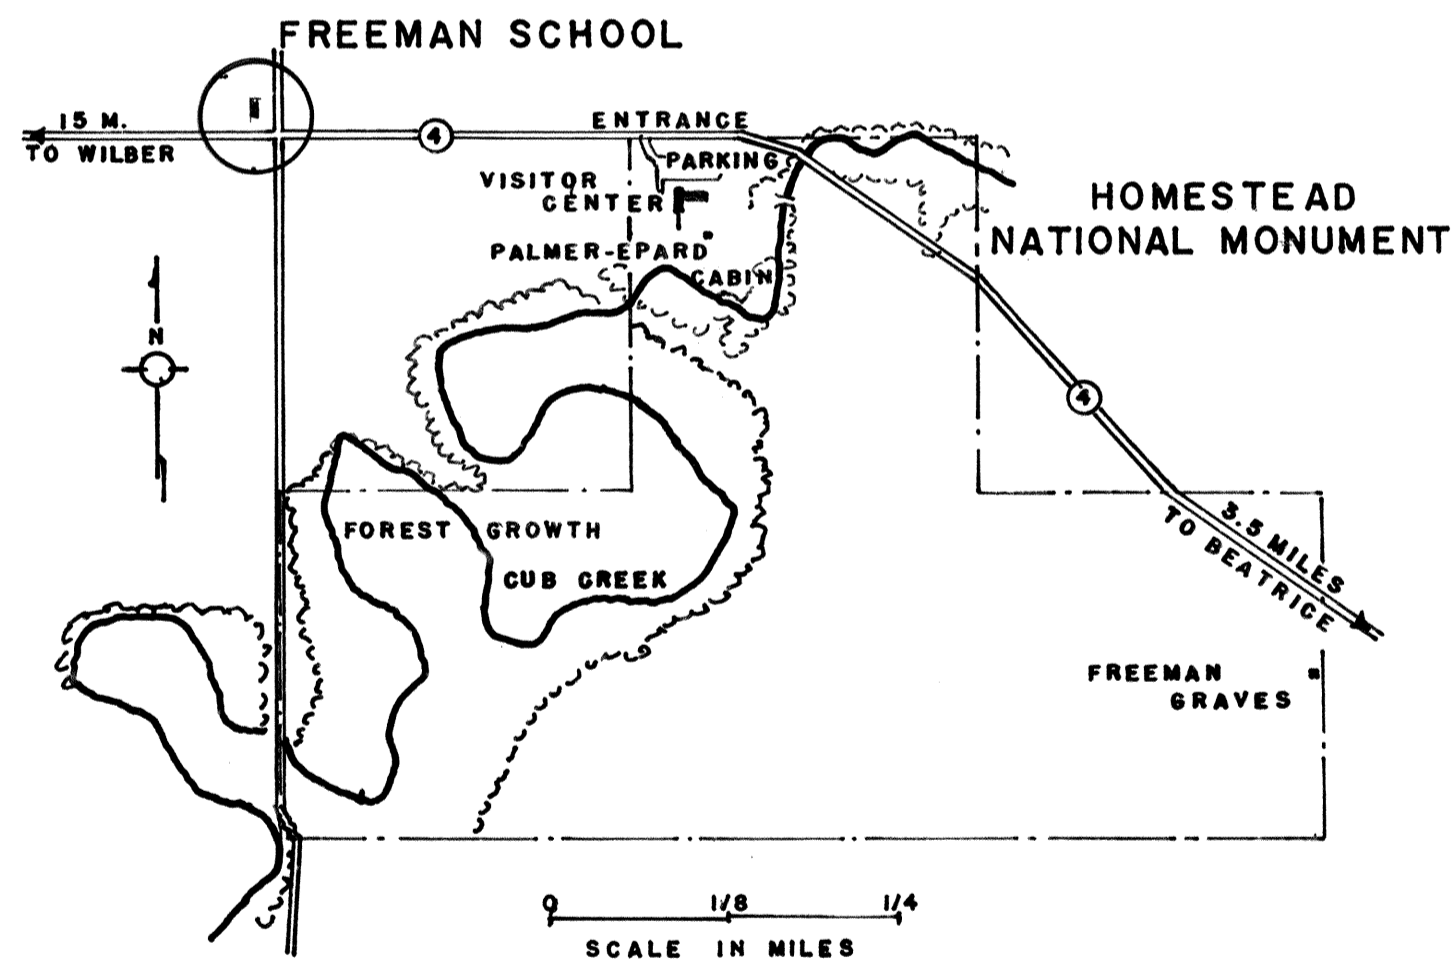 FREEMAN SCHOOL
15 M.
TO WILBER
4
ENTRANCE
PARKING
VISITOR
CENTER
HOMESTEAD
NATIONAL MONUMENT
PALMER-EPARD
CABIN
N
4
FOREST GROWTH
CUB CREEK
3.5 MILES
TO BEATRICE
FREEMAN
GRAVES
0 1/8 1/4
SCALE IN MILES